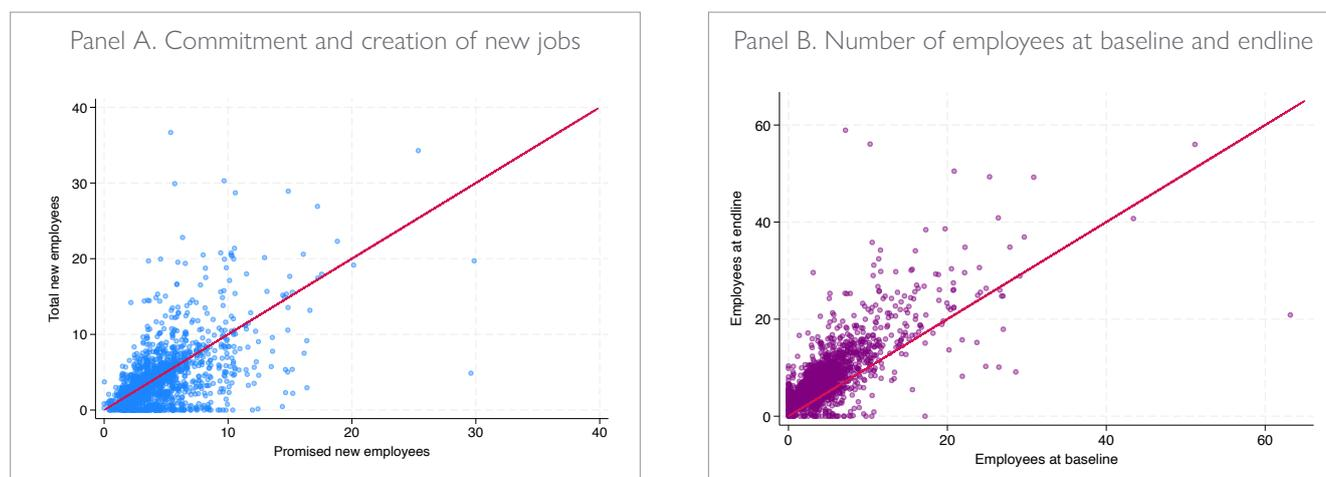 Panel A. Commitment and creation of new jobs
40
30
20
10
0
Total new employees
0 10 20 30 40
Promised new employees
Panel B. Number of employees at baseline and endline
60
40
20
0
Employees at endline
0 20 40 60
Employees at baseline